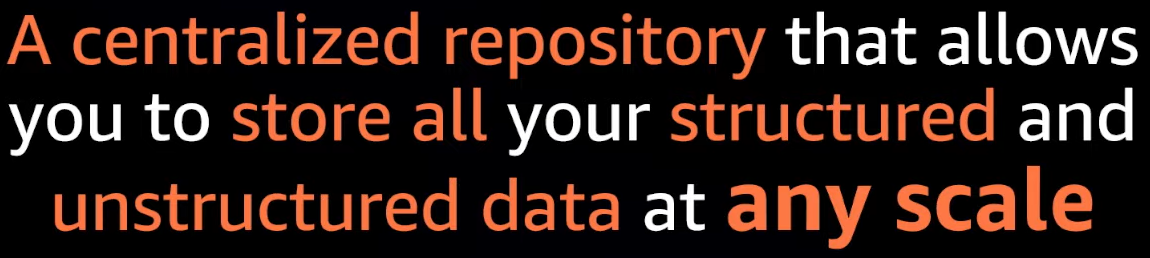 A centralized repository that allows
you to store all your structured and
unstructured data at any scale